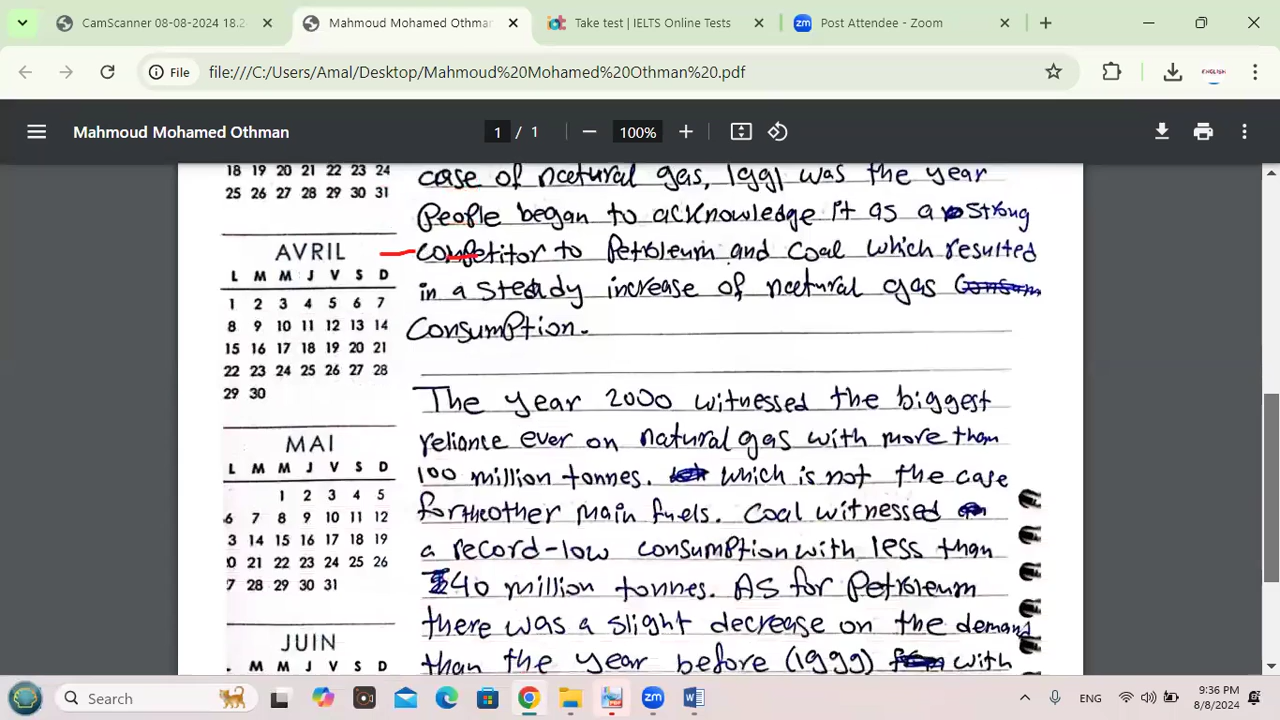 CamScanner 08-08-2024 18.2
Mahmoud Mohamed Othman
Take test | IELTS Online Tests
Post Attendee - Zoom
File
file:///C:/Users/Amal/Desktop/Mahmoud%20Mohamed%20Othman%20.pdf
ENGLISH
Mahmoud Mohamed Othman
1 / 1
100%
18 19 20 21 22 23 24
25 26 27 28 29 30 31
AVRIL
L M M J V S D
1 2 3 4 5 6 7
8 9 10 11 12 13 14
15 16 17 18 19 20 21
22 23 24 25 26 27 28
29 30
MAI
L M M J V S D
1 2 3 4 5
6 7 8 9 10 11 12
3 14 15 16 17 18 19
0 21 22 23 24 25 26
7 28 29 30 31
JUIN
M M J V S D
case of natural gas, 1991 was the year
People began to acknowledge it as a strong
competitor to Petroleum and Coal which resulted
in a steady increase of natural gas
Consumption.
The year 2000 witnessed the biggest
reliance ever on natural gas with more than
100 million tonnes. which is not the case
for the other main fuels. Coal witnessed
a record-low consumption with less than
40 million tonnes. AS for Petroleum
there was a slight decrease on the demand
than the year before (1999) with
Search
ENG
9:36 PM
8/8/2024